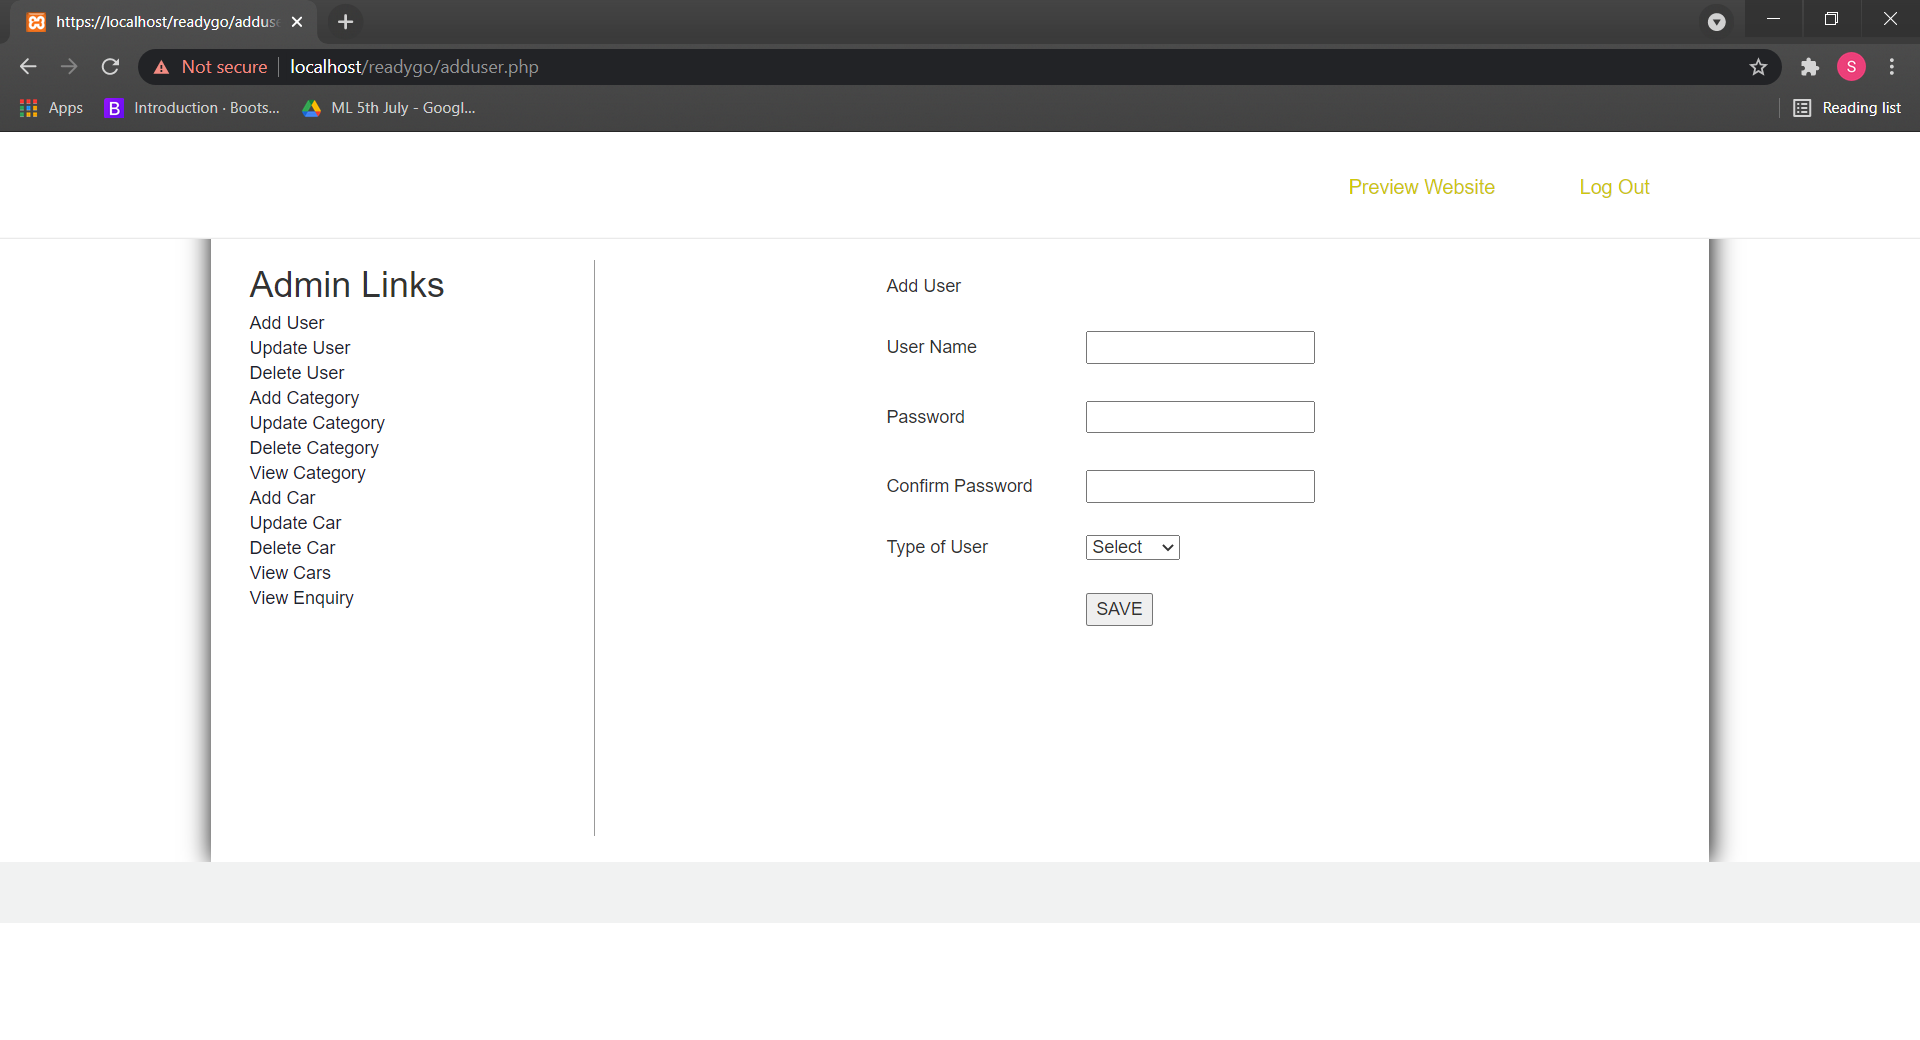 https://localhost/readygo/adduse
Not secure localhost/readygo/adduser.php S
Apps B Introduction · Boots... ML 5th July - Googl... Reading list
Preview Website Log Out
Admin Links
Add User
Update User
Delete User
Add Category
Update Category
Delete Category
View Category
Add Car
Update Car
Delete Car
View Cars
View Enquiry
Add User
User Name
Password
Confirm Password
Type of User Select
SAVE